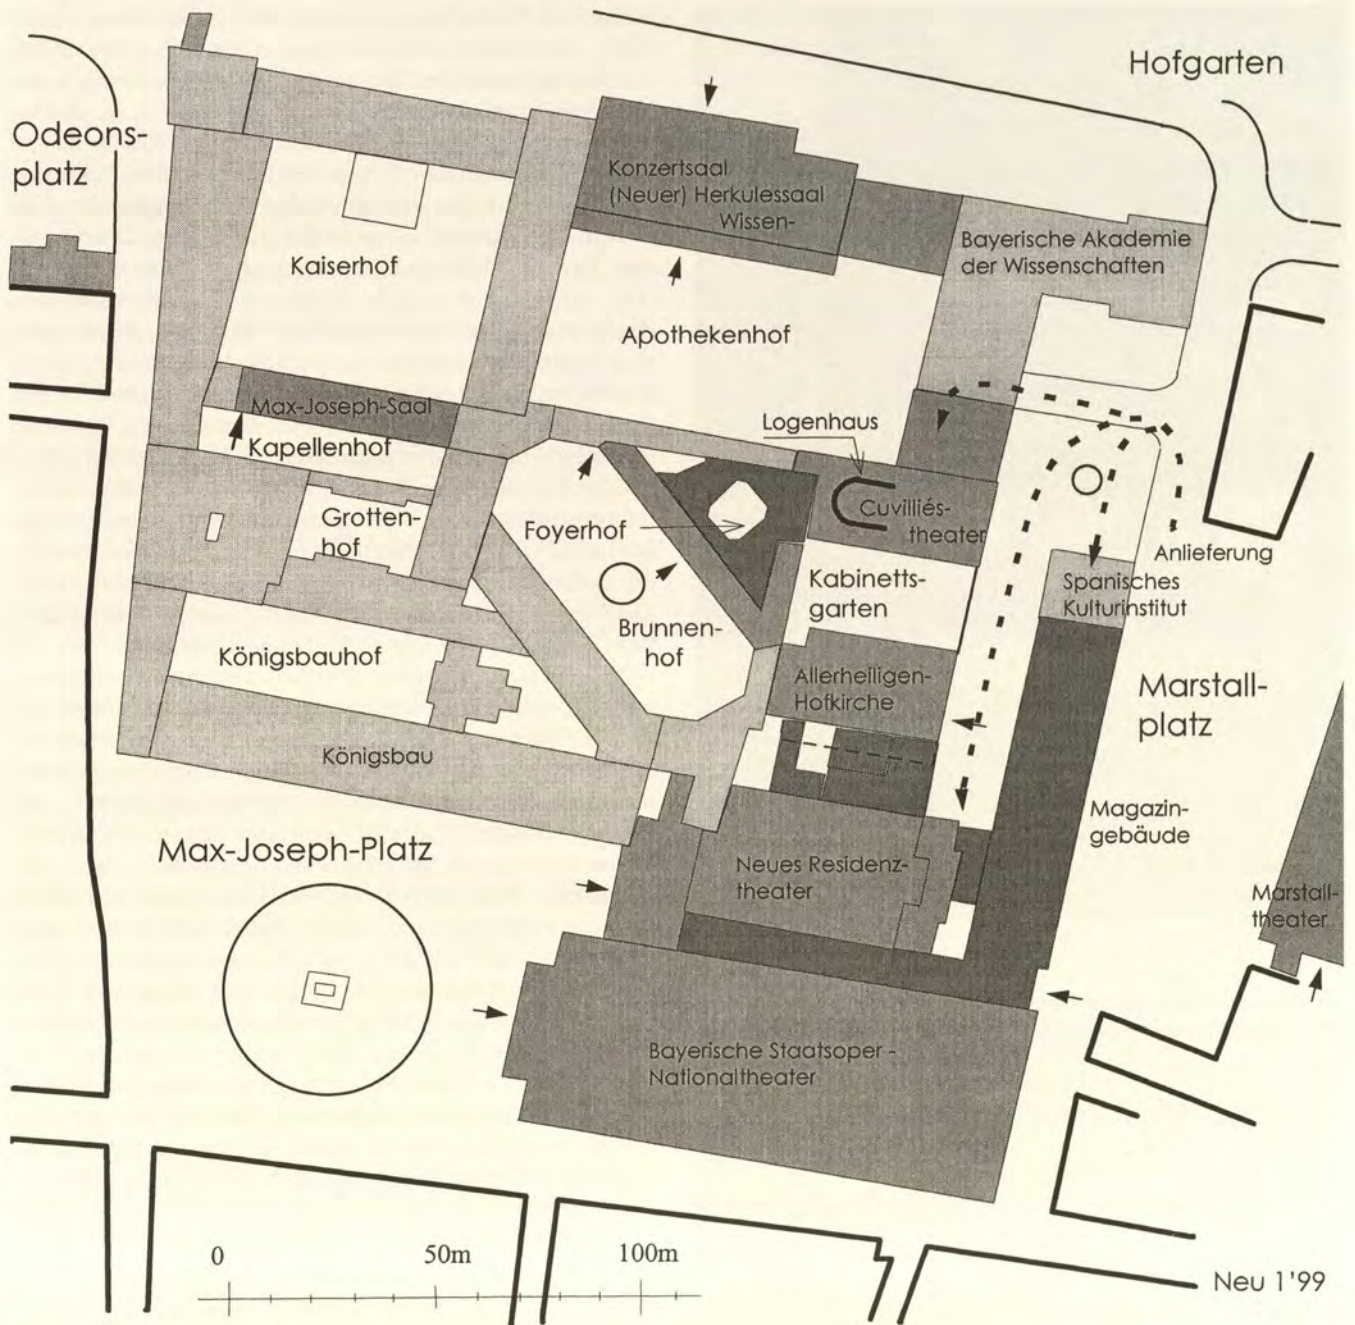 Hofgarten
Odeons-
platz
Konzertsaal
(Neuer) Herkulessaal
Wissen-
Bayerische Akademie
der Wissenschaften
Kaiserhof
Apothekenhof
Max-Joseph-Saal
Kapellenhof
Logenhaus
Grotten-
hof
Foyerhof
Cuvilliés-
theater
Anlieferung
Kabinetts-
garten
Spanisches
Kulturinstitut
Brunnen-
hof
Königsbauhof
Allerheiligen-
Hofkirche
Marstall-
platz
Königsbau
Magazin-
gebäude
Max-Joseph-Platz
Neues Residenz-
theater
Marstall-
theater
Bayerische Staatsoper -
Nationaltheater
0 50m 100m
Neu 1'99